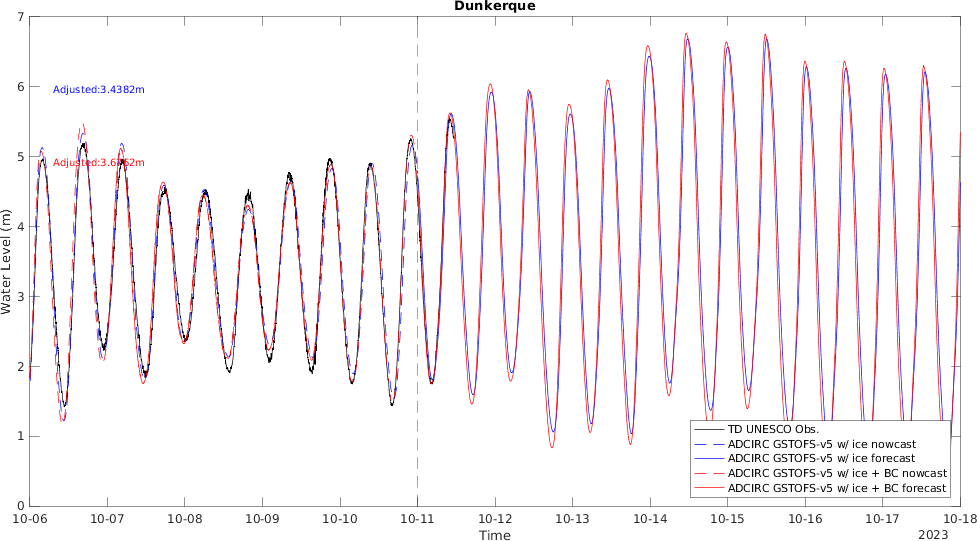 Dunkerque
7
6
5
4
3
2
1
0
Water Level (m)
Adjusted:3.4382m
TD UNESCO Obs.
ADCIRC GSTOFS-v5 w/ ice nowcast
ADCIRC GSTOFS-v5 w/ ice forecast
ADCIRC GSTOFS-v5 w/ ice + BC nowcast
ADCIRC GSTOFS-v5 w/ ice + BC forecast
10-06 10-07 10-08 10-09 10-10 10-11 10-12 10-13 10-14 10-15 10-16 10-17 10-18
Time
2023